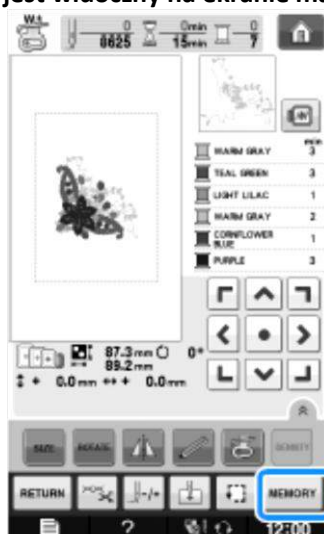 jest widoczny na ekranie
W+
0
8625
0min
15min
0
7
min
WARM GRAY 3
TEAL GREEN 3
LIGHT LILAC 1
WARM GRAY 2
CORNFLOWER BLUE 1
PURPLE 3
87.3mm 0°
89.2mm
+ 0.0mm + 0.0mm
SIZE ROTATE DENSITY
RETURN -/+ MEMORY
? 12:00